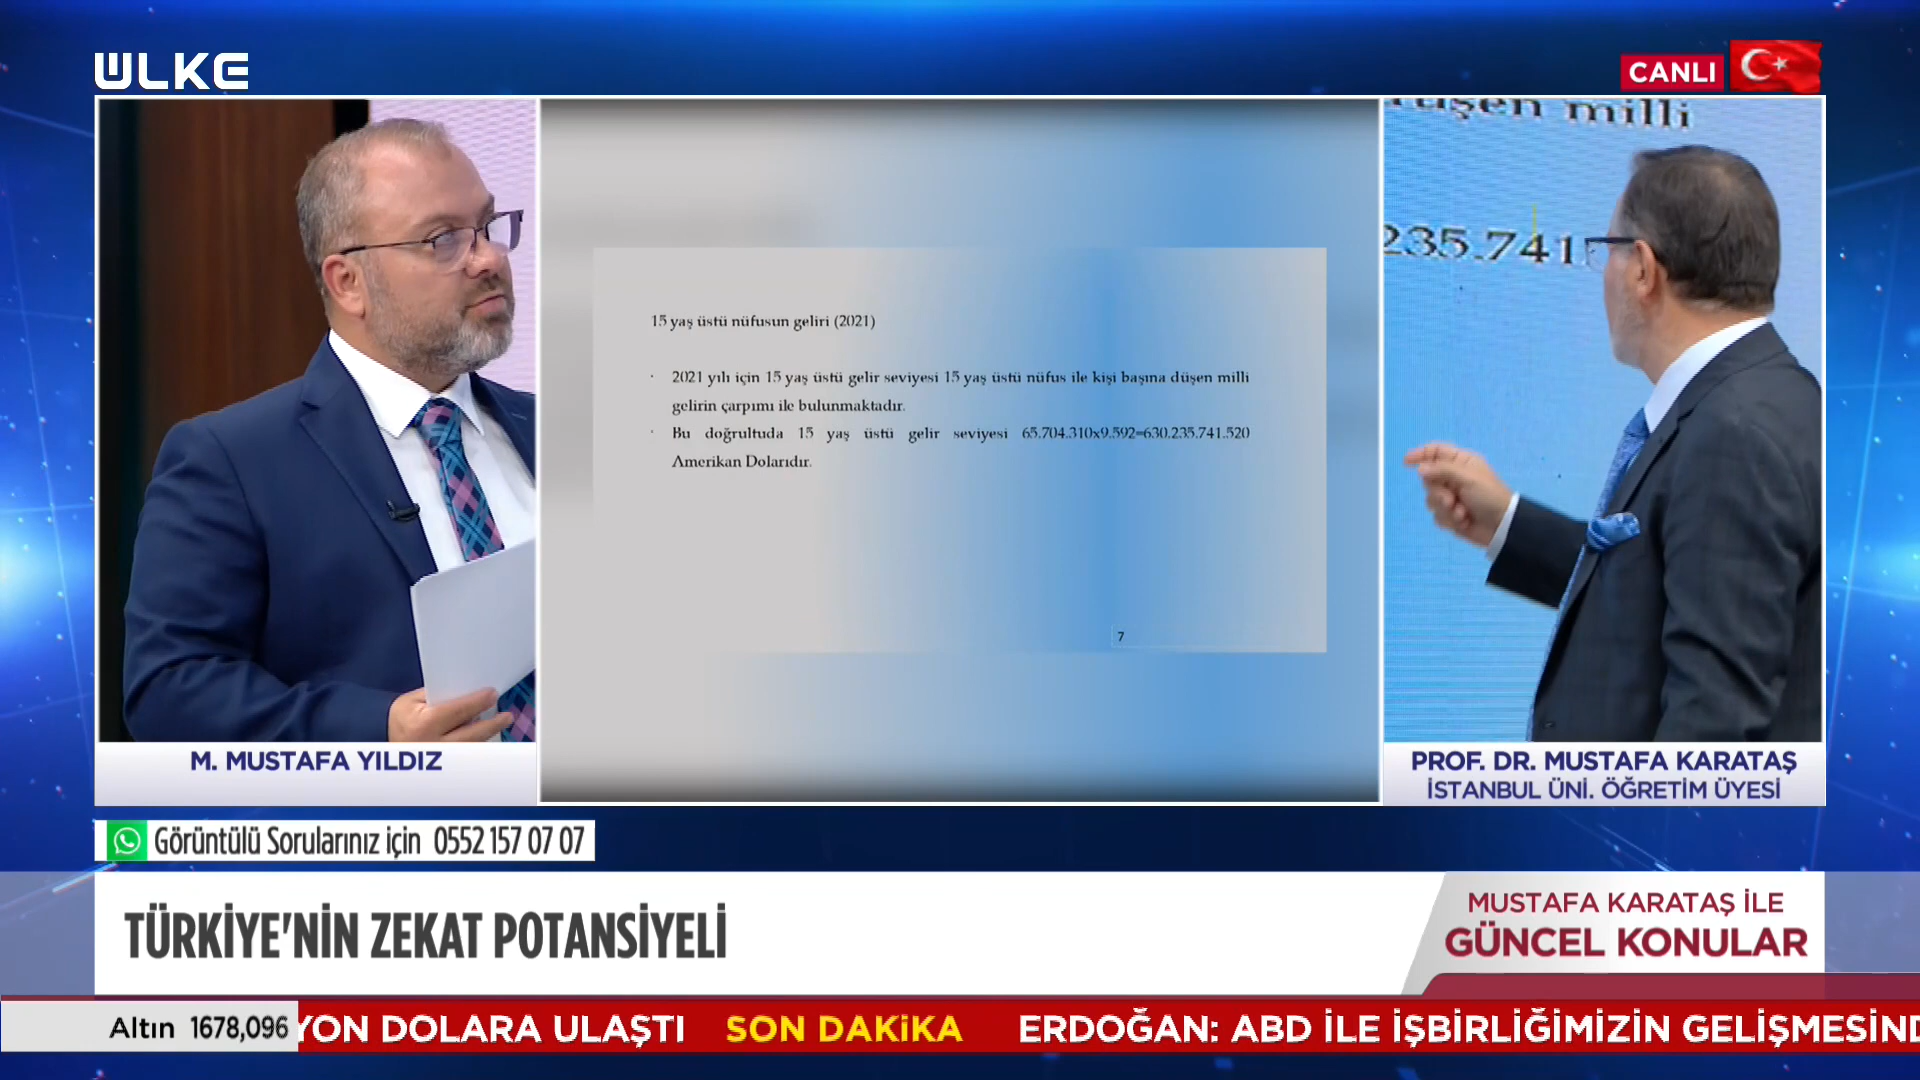 ÜLKE
CANLI
rüşen milli
235.741
15 yaş üstü nüfusun geliri (2021)
· 2021 yılı için 15 yaş üstü gelir seviyesi 15 yaş üstü nüfus ile kişi başına düşen milli
gelirin çarpımı ile bulunmaktadır.
· Bu doğrultuda 15 yaş üstü gelir seviyesi 65.704.310x9.592=630.235.741.520
Amerikan Dolarıdır.
7
M. MUSTAFA YILDIZ
PROF. DR. MUSTAFA KARATAŞ
İSTANBUL ÜNİ. ÖĞRETİM ÜYESİ
Görüntülü Sorularınız için 0552 157 07 07
TÜRKİYE'NİN ZEKAT POTANSİYELİ
MUSTAFA KARATAŞ İLE
GÜNCEL KONULAR
Altın 1678,096 YON DOLARA ULAŞTI SON DAKİKA ERDOĞAN: ABD İLE İŞBİRLİĞİMİZİN GELİŞMESİND